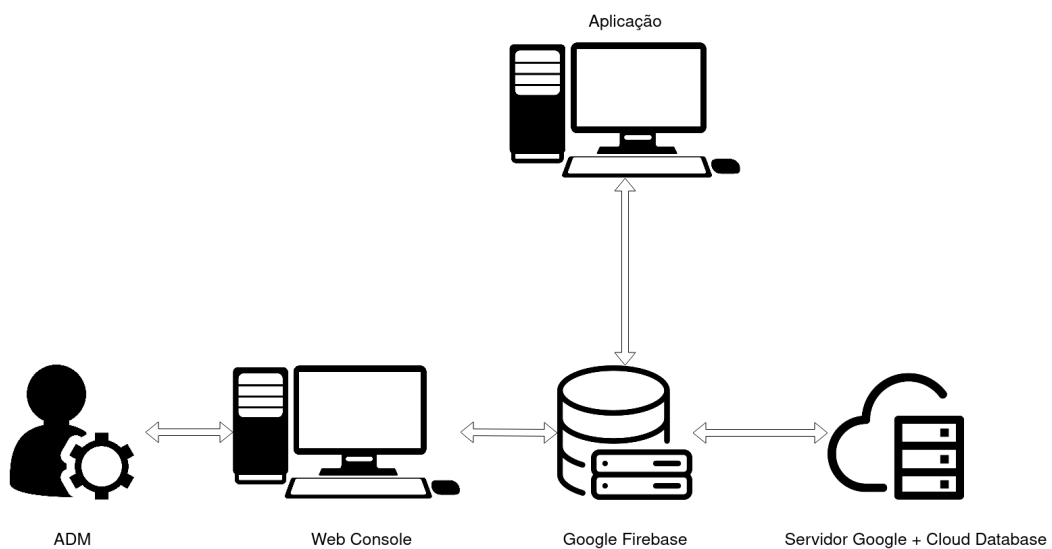 Aplicação
ADM
Web Console
Google Firebase
Servidor Google + Cloud Database